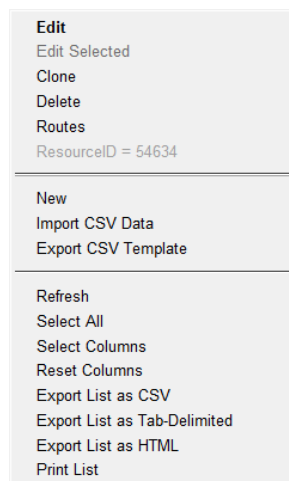 Edit
Edit Selected
Clone
Delete
Routes
ResourceID = 54634
New
Import CSV Data
Export CSV Template
Refresh
Select All
Select Columns
Reset Columns
Export List as CSV
Export List as Tab-Delimited
Export List as HTML
Print List